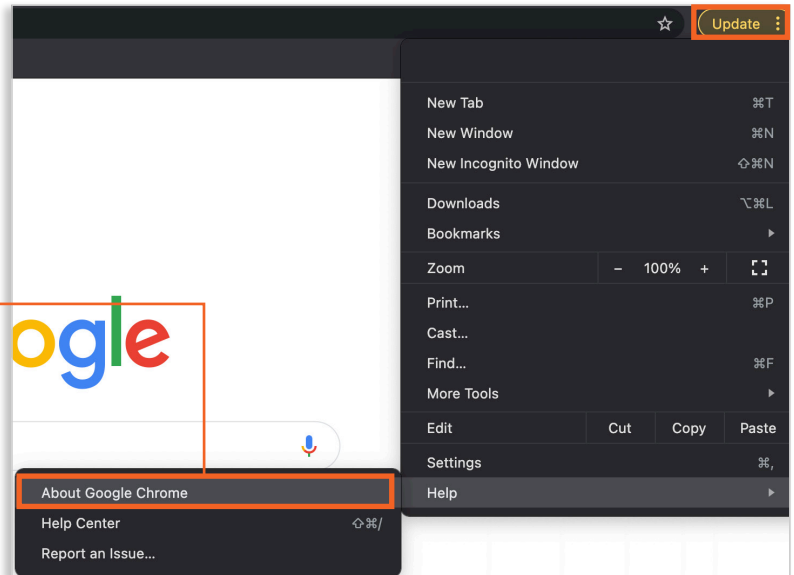 Update
New Tab ⌘T
New Window ⌘N
New Incognito Window ⇧⌘N
Downloads ⌥⌘L
Bookmarks
Zoom - 100% +
Print... ⌘P
Cast...
Find... ⌘F
More Tools
Edit Cut Copy Paste
Settings ⌘,
Help
ogle
About Google Chrome
Help Center ⇧⌘/
Report an Issue...